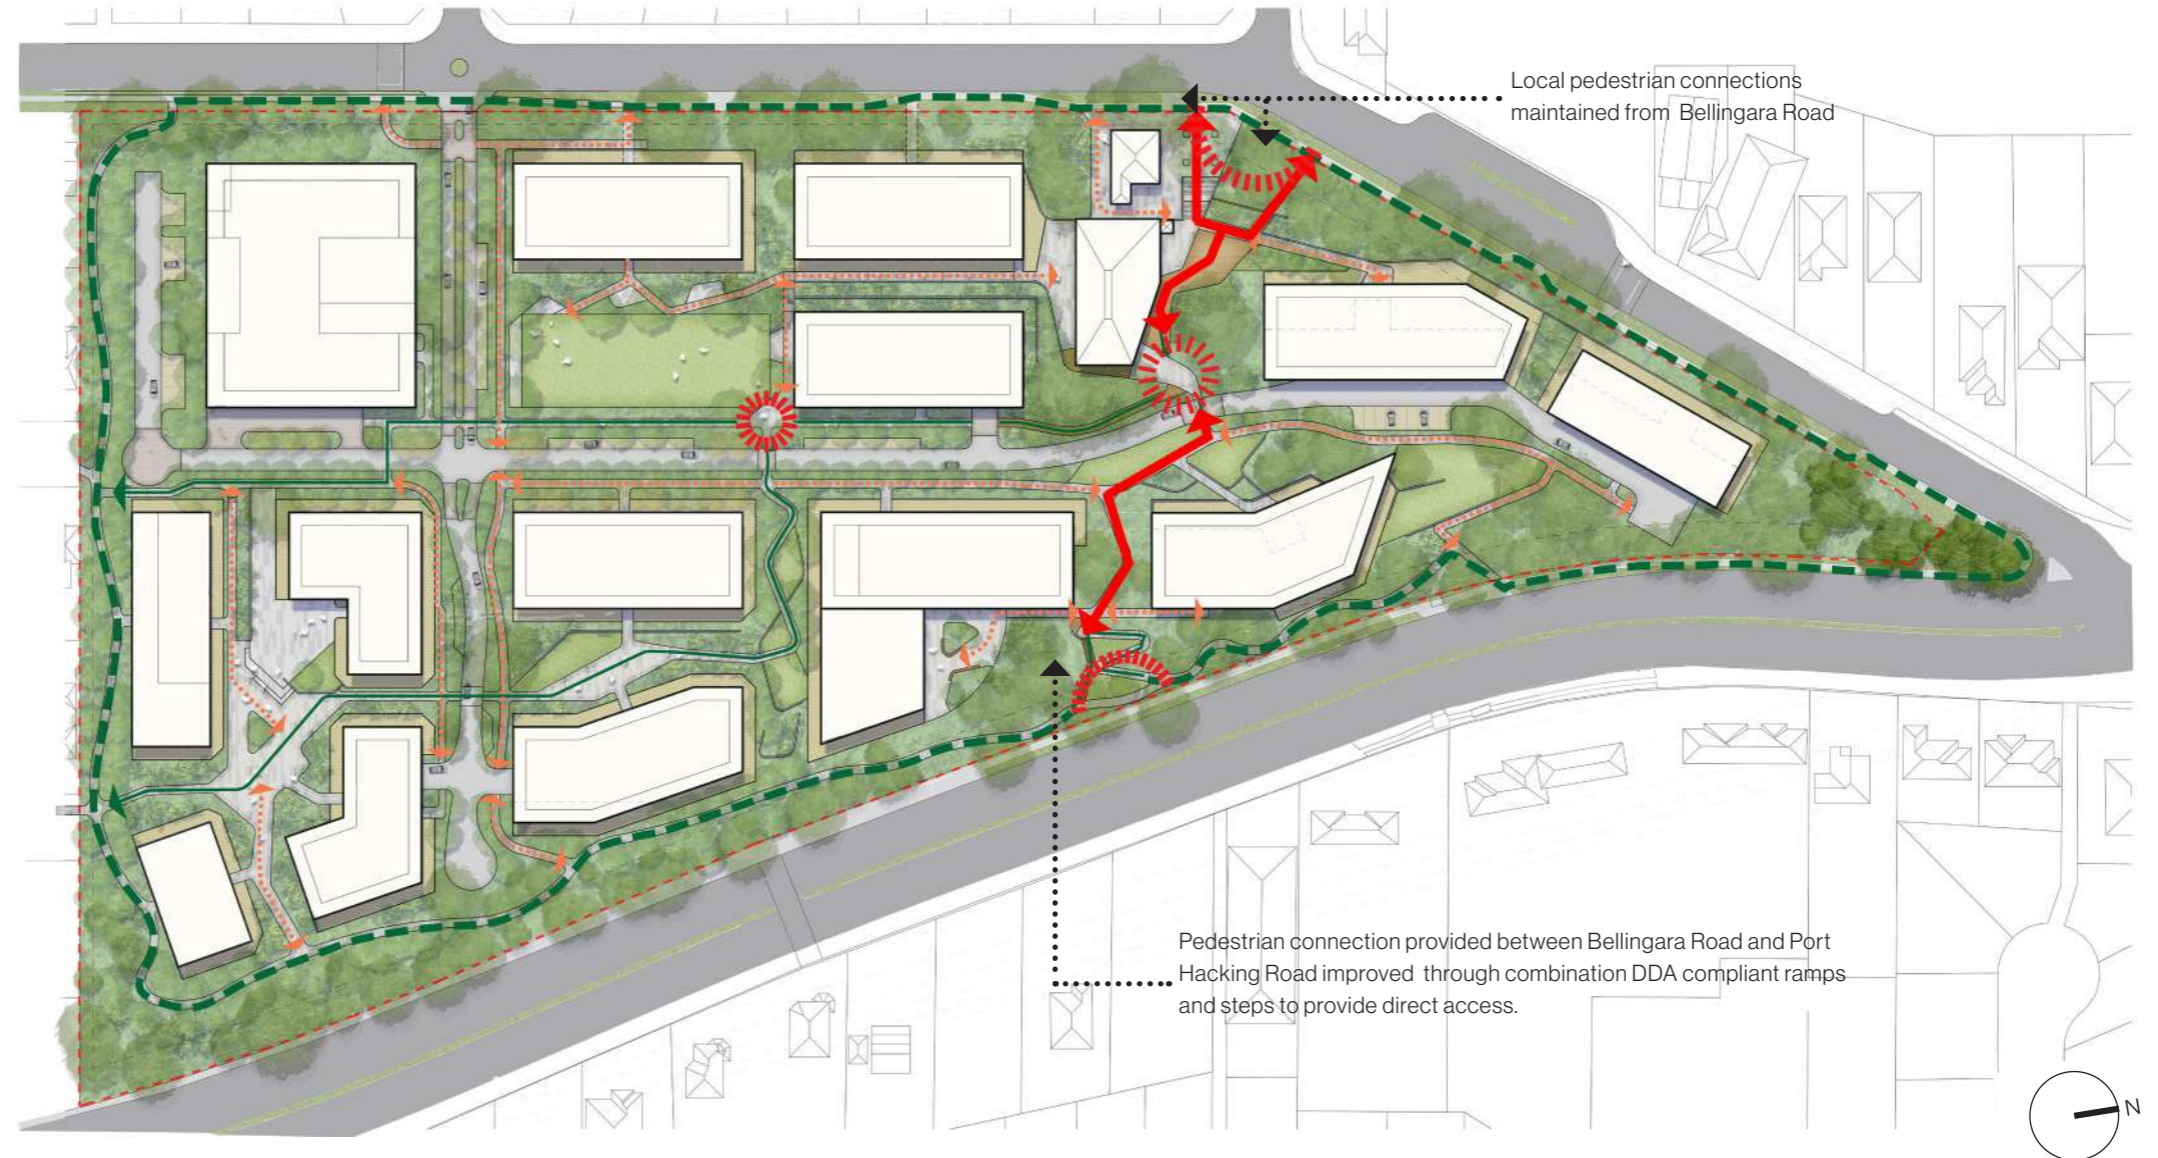 Local pedestrian connections
maintained from Bellingara Road
Pedestrian connection provided between Bellingara Road and Port
Hacking Road improved through combination DDA compliant ramps
and steps to provide direct access.
N